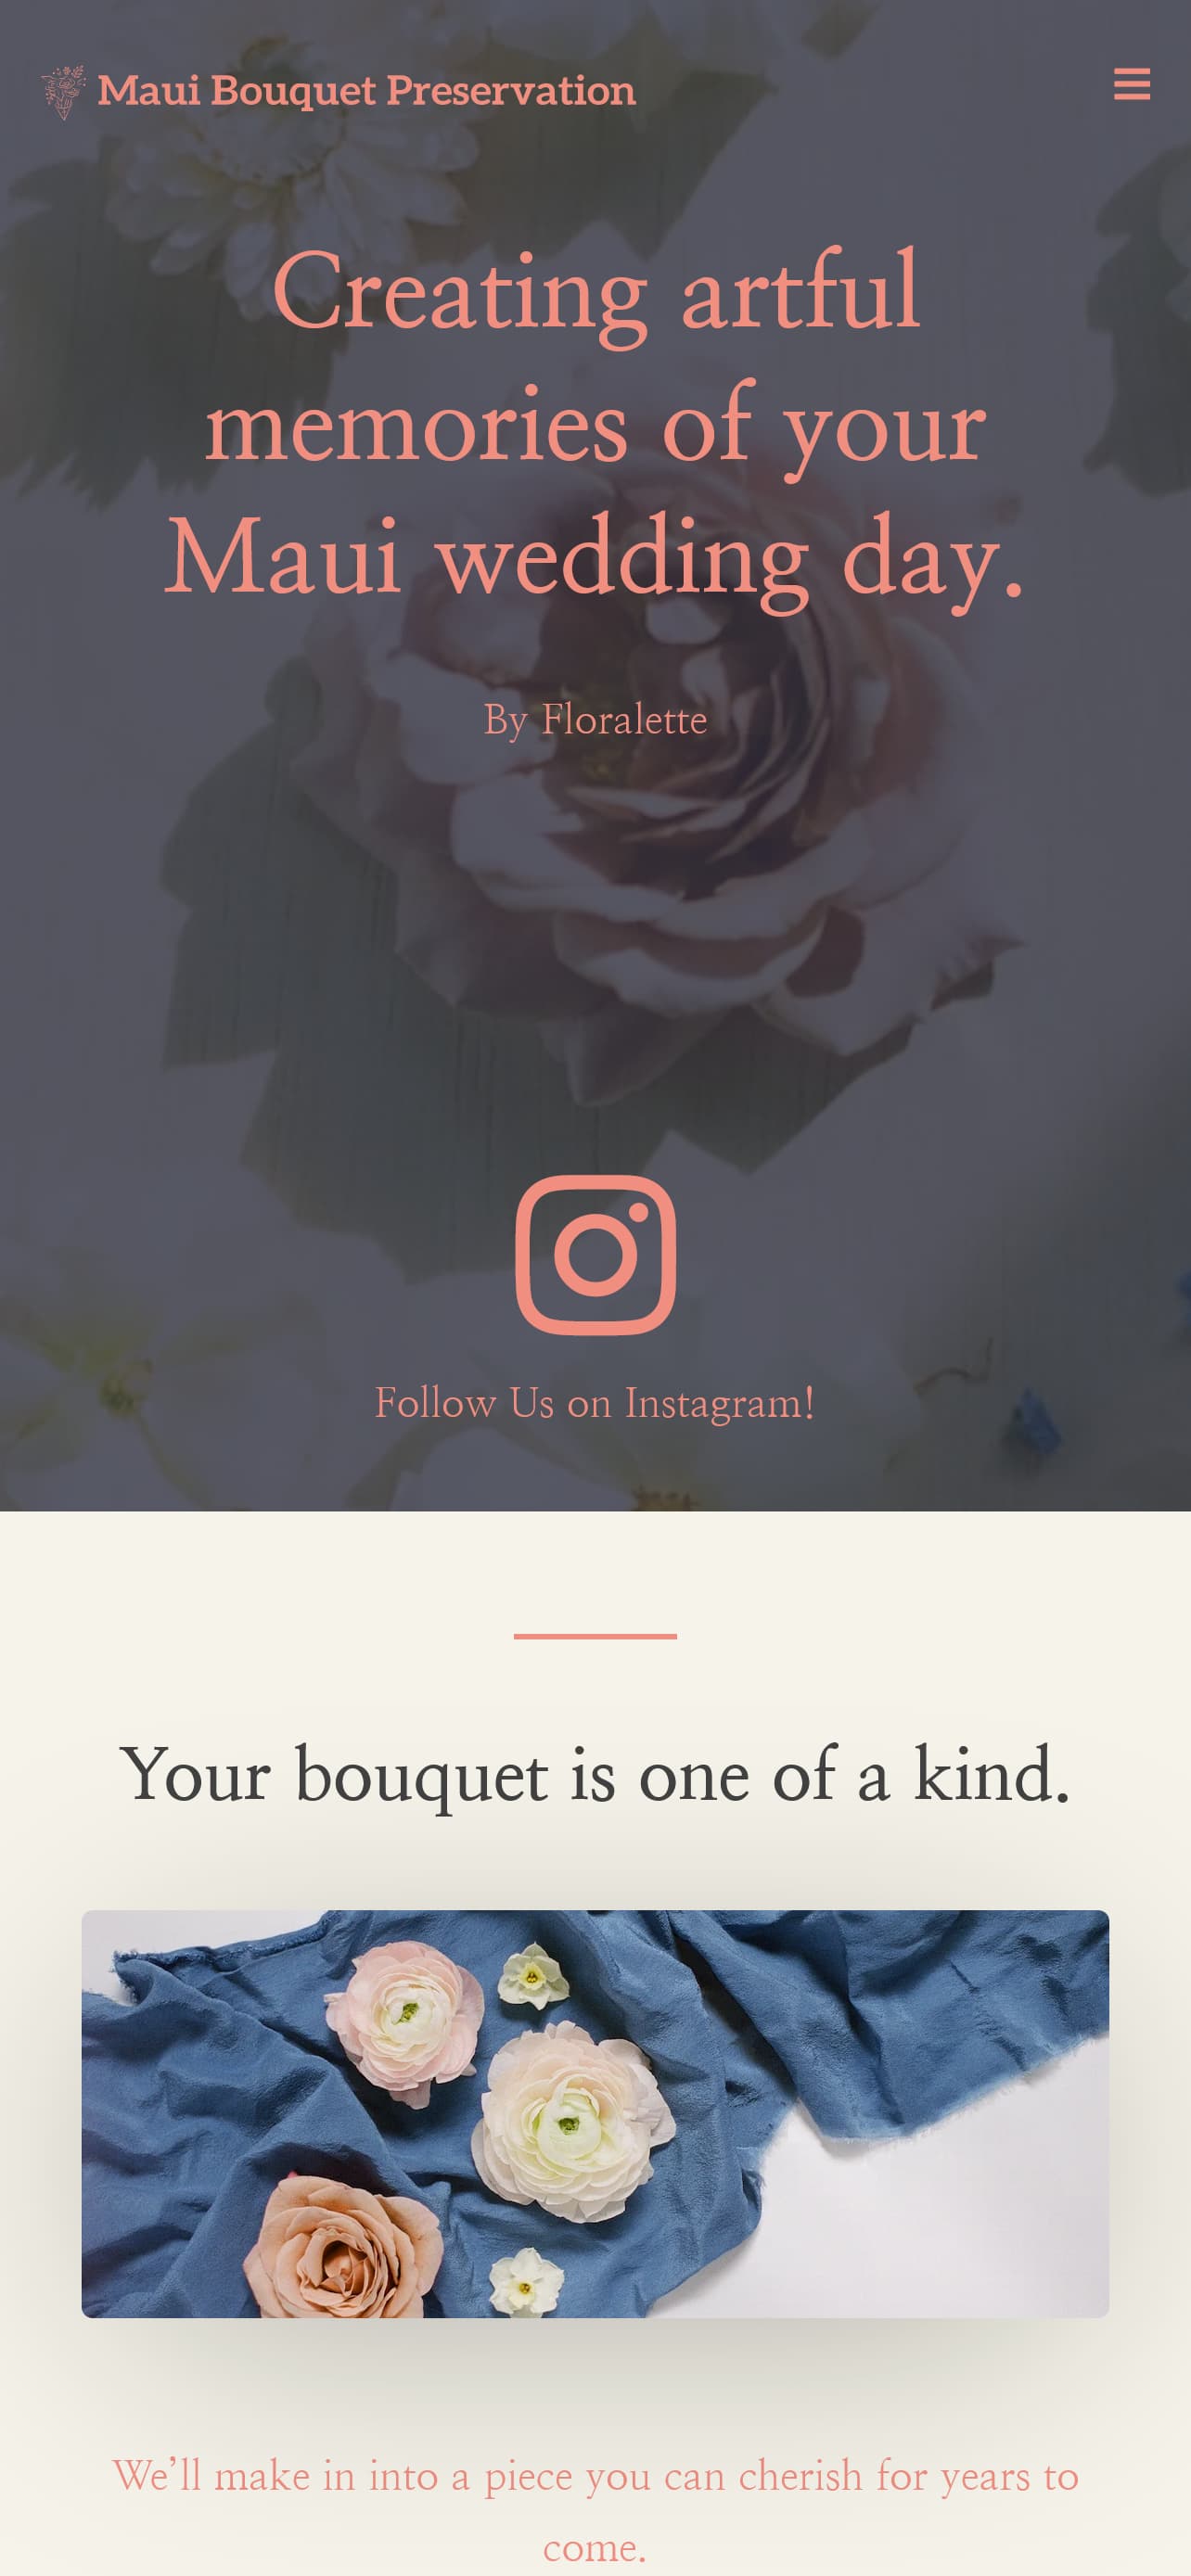 Maui Bouquet Preservation
Creating artful
memories of your
Maui wedding day.
By Floralette
Follow Us on Instagram!
Your bouquet is one of a kind.
We’ll make in into a piece you can cherish for years to
come.